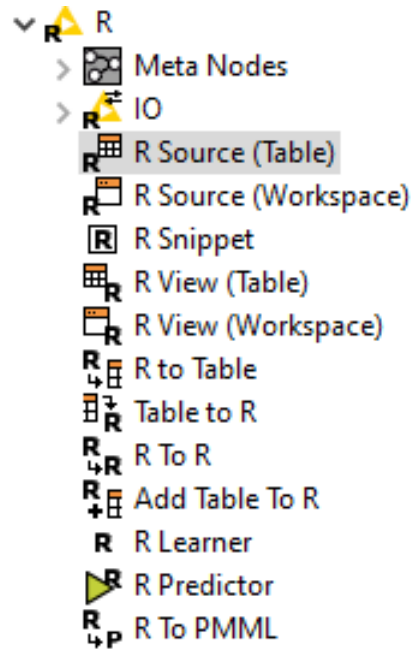 R
Meta Nodes
IO
R Source (Table)
R Source (Workspace)
R Snippet
R View (Table)
R View (Workspace)
R to Table
Table to R
R To R
Add Table To R
R Learner
R Predictor
R To PMML